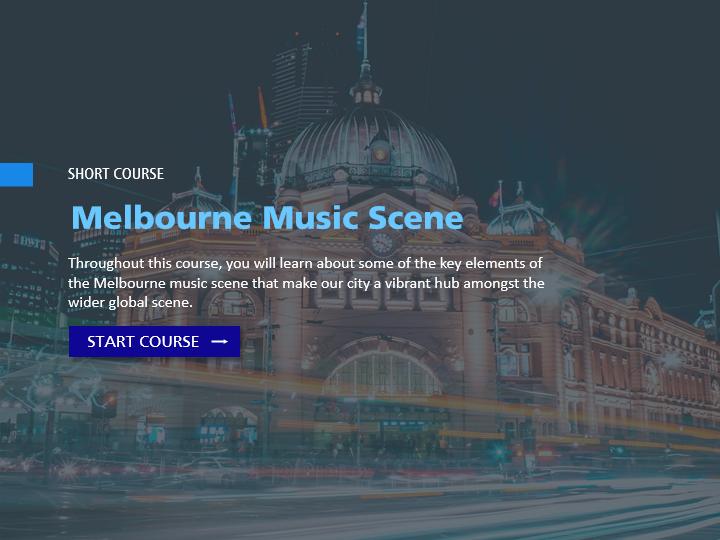 SHORT COURSE
Melbourne Music Scene
Throughout this course, you will learn about some of the key elements of
the Melbourne music scene that make our city a vibrant hub amongst the
wider global scene.
START COURSE